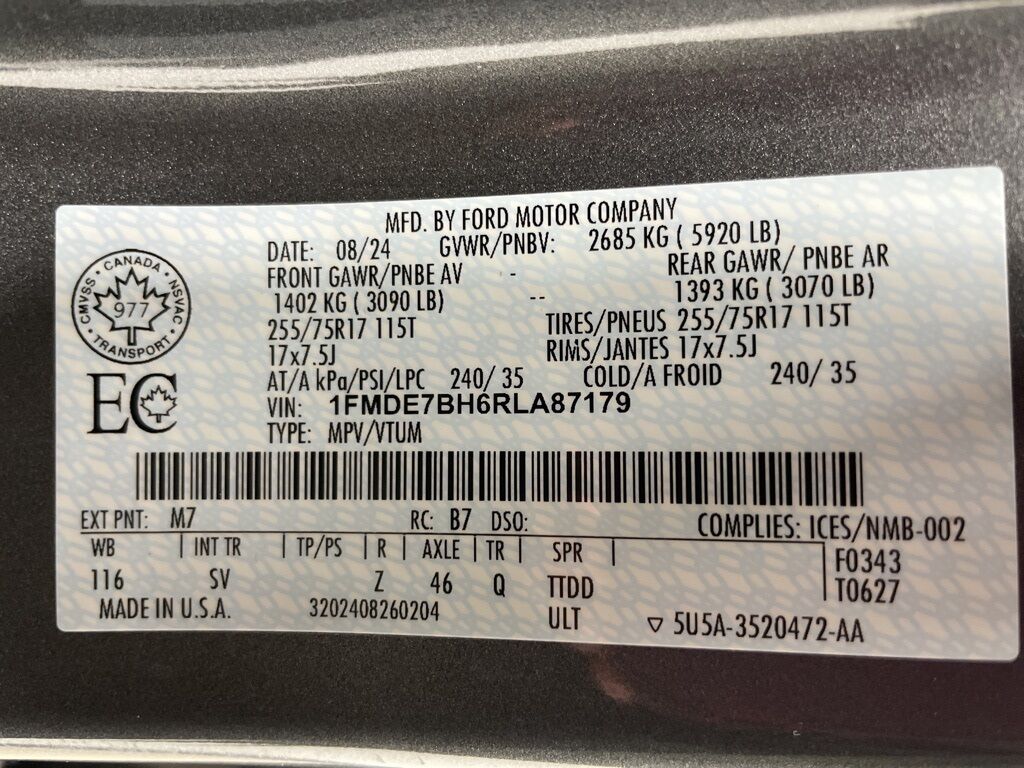 MFD. BY FORD MOTOR COMPANY
DATE: 08/24 GVWR/PNBV: 2685 KG ( 5920 LB)
FRONT GAWR/PNBE AV - REAR GAWR/ PNBE AR
1402 KG ( 3090 LB) -- 1393 KG ( 3070 LB)
255/75R17 115T TIRES/PNEUS 255/75R17 115T
17x7.5J RIMS/JANTES 17x7.5J
AT/A kPa/PSI/LPC 240/ 35 COLD/A FROID 240/ 35
VIN: 1FMDE7BH6RLA87179
TYPE: MPV/VTUM
CANADA
CMVSS · NSVAC
977
TRANSPORT
EC
EXT PNT: M7 RC: B7 DSO: COMPLIES: ICES/NMB-002
WB | INT TR | TP/PS | R | AXLE | TR | SPR | F0343
116 SV Z 46 Q TTDD T0627
MADE IN U.S.A. 3202408260204 ULT ▽ 5U5A-3520472-AA